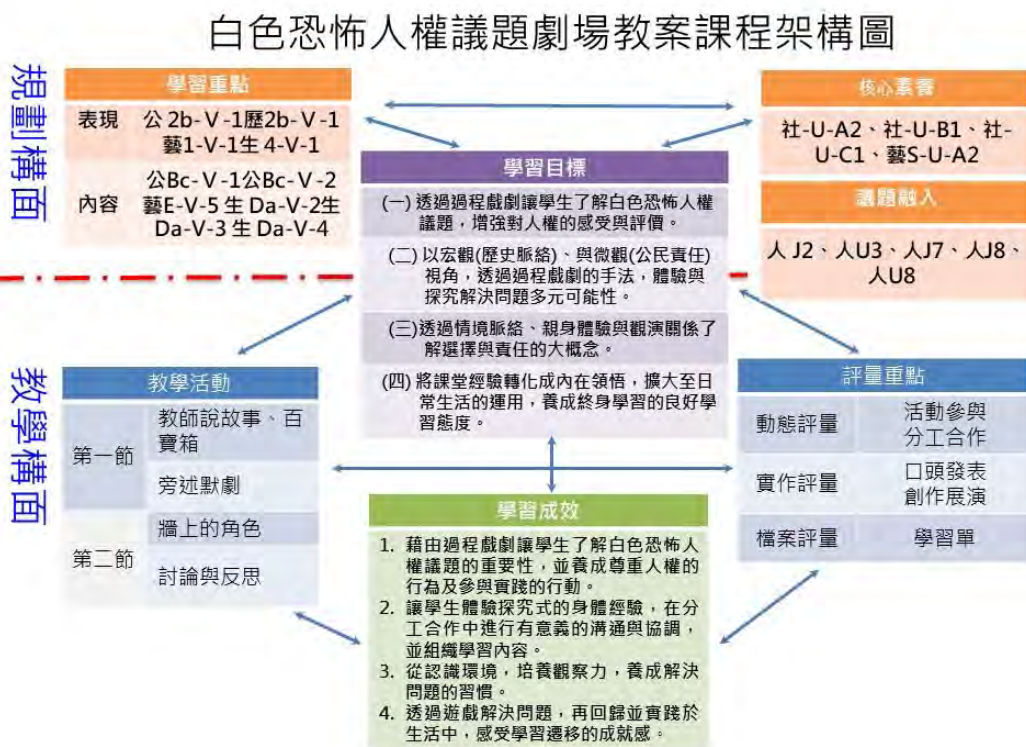 白色恐怖人權議題劇場教案課程架構圖
規劃構面
學習重點
表現
公 2b-Ⅴ-1歷2b-Ⅴ-1
藝1-V-1生 4-V-1
內容
公Bc-Ⅴ-1公Bc-Ⅴ-2
藝E-V-5 生 Da-V-2生
Da-V-3 生 Da-V-4
核心素養
社-U-A2、社-U-B1、社-
U-C1、藝S-U-A2
議題融入
人 J2、人U3、人J7、人J8、
人U8
學習目標
(一) 透過過程戲劇讓學生了解白色恐怖人權
議題，增強對人權的感受與評價。
(二) 以宏觀(歷史脈絡)、與微觀(公民責任)
視角，透過過程戲劇的手法，體驗與
探究解決問題多元可能性。
(三)透過情境脈絡、親身體驗與觀演關係了
解選擇與責任的大概念。
(四) 將課堂經驗轉化成內在領悟，擴大至日
常生活的運用，養成終身學習的良好學
習態度。
教學構面
教學活動
第一節
教師說故事、百
寶箱
旁述默劇
第二節
牆上的角色
討論與反思
評量重點
動態評量
活動參與
分工合作
實作評量
口頭發表
創作展演
檔案評量
學習單
學習成效
1. 藉由過程戲劇讓學生了解白色恐怖人
權議題的重要性，並養成尊重人權的
行為及參與實踐的行動。
2. 讓學生體驗探究式的身體經驗，在分
工合作中進行有意義的溝通與協調，
並組織學習內容。
3. 從認識環境，培養觀察力，養成解決
問題的習慣。
4. 透過遊戲解決問題，再回歸並實踐於
生活中，感受學習遷移的成就感。